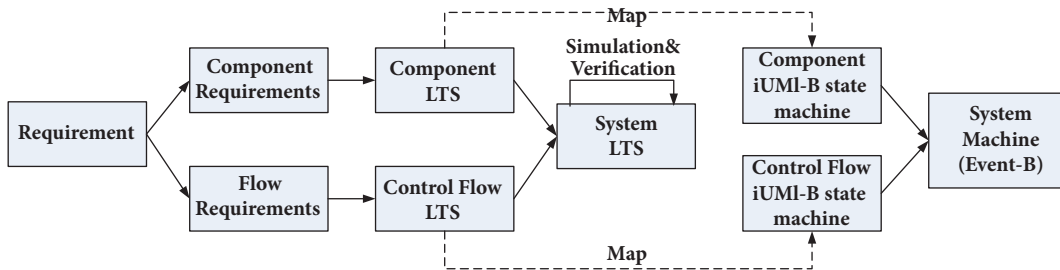 Map
Simulation&
Verification
Component
Requirements
Component
LTS
Component
iUMl-B state
machine
Requirement
System
LTS
System
Machine
(Event-B)
Flow
Requirements
Control Flow
LTS
Control Flow
iUMl-B state
machine
Map